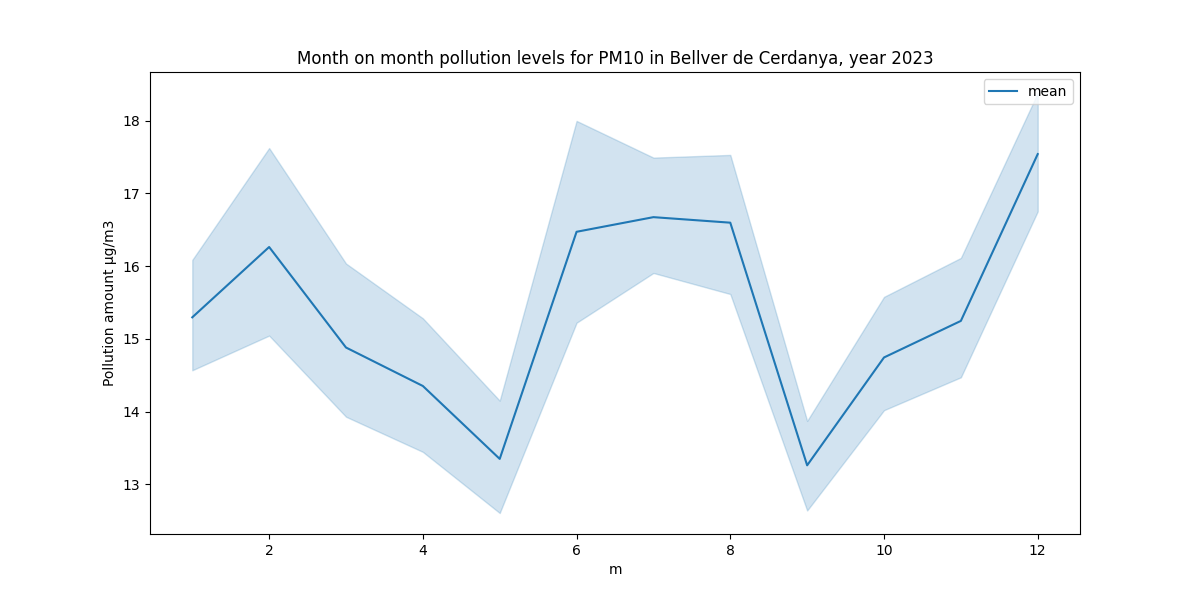 Month on month pollution levels for PM10 in Bellver de Cerdanya, year 2023
mean
18
17
16
15
14
13
Pollution amount µg/m3
2 4 6 8 10 12
m